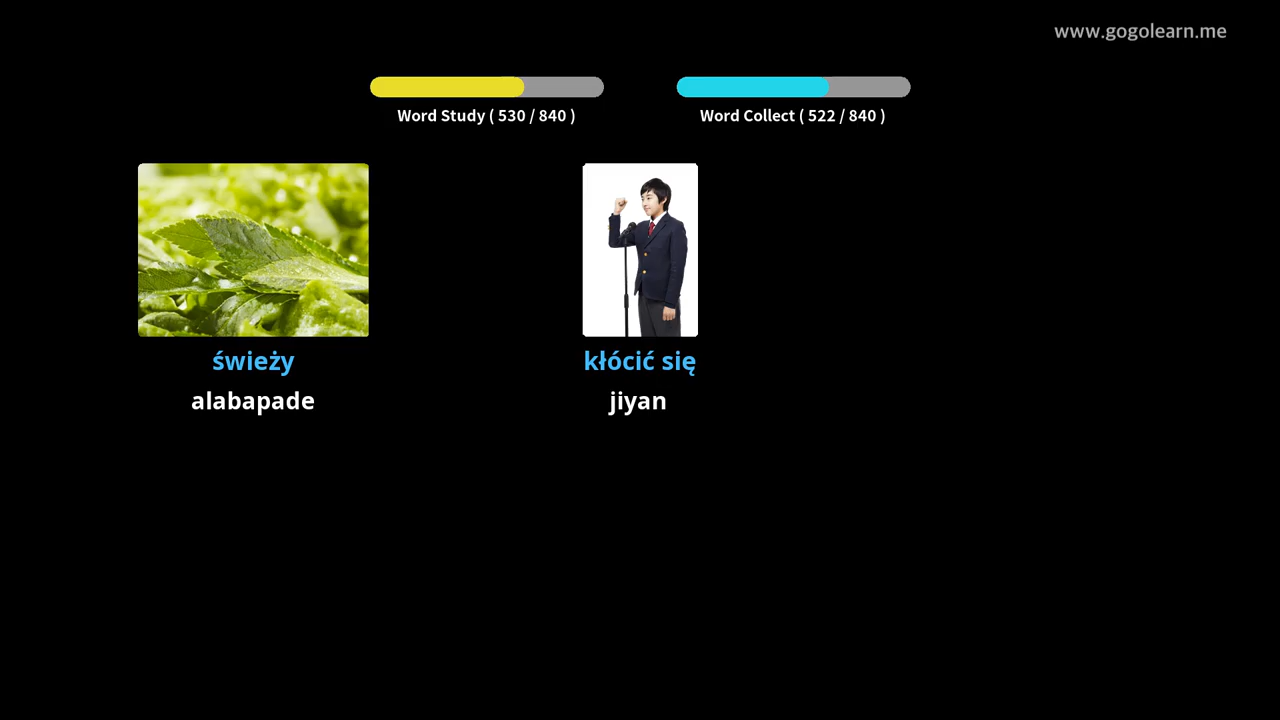 www.gogolearn.me
Word Study ( 530 / 840 )
Word Collect ( 522 / 840 )
świeży
kłócić się
alabapade
jiyan